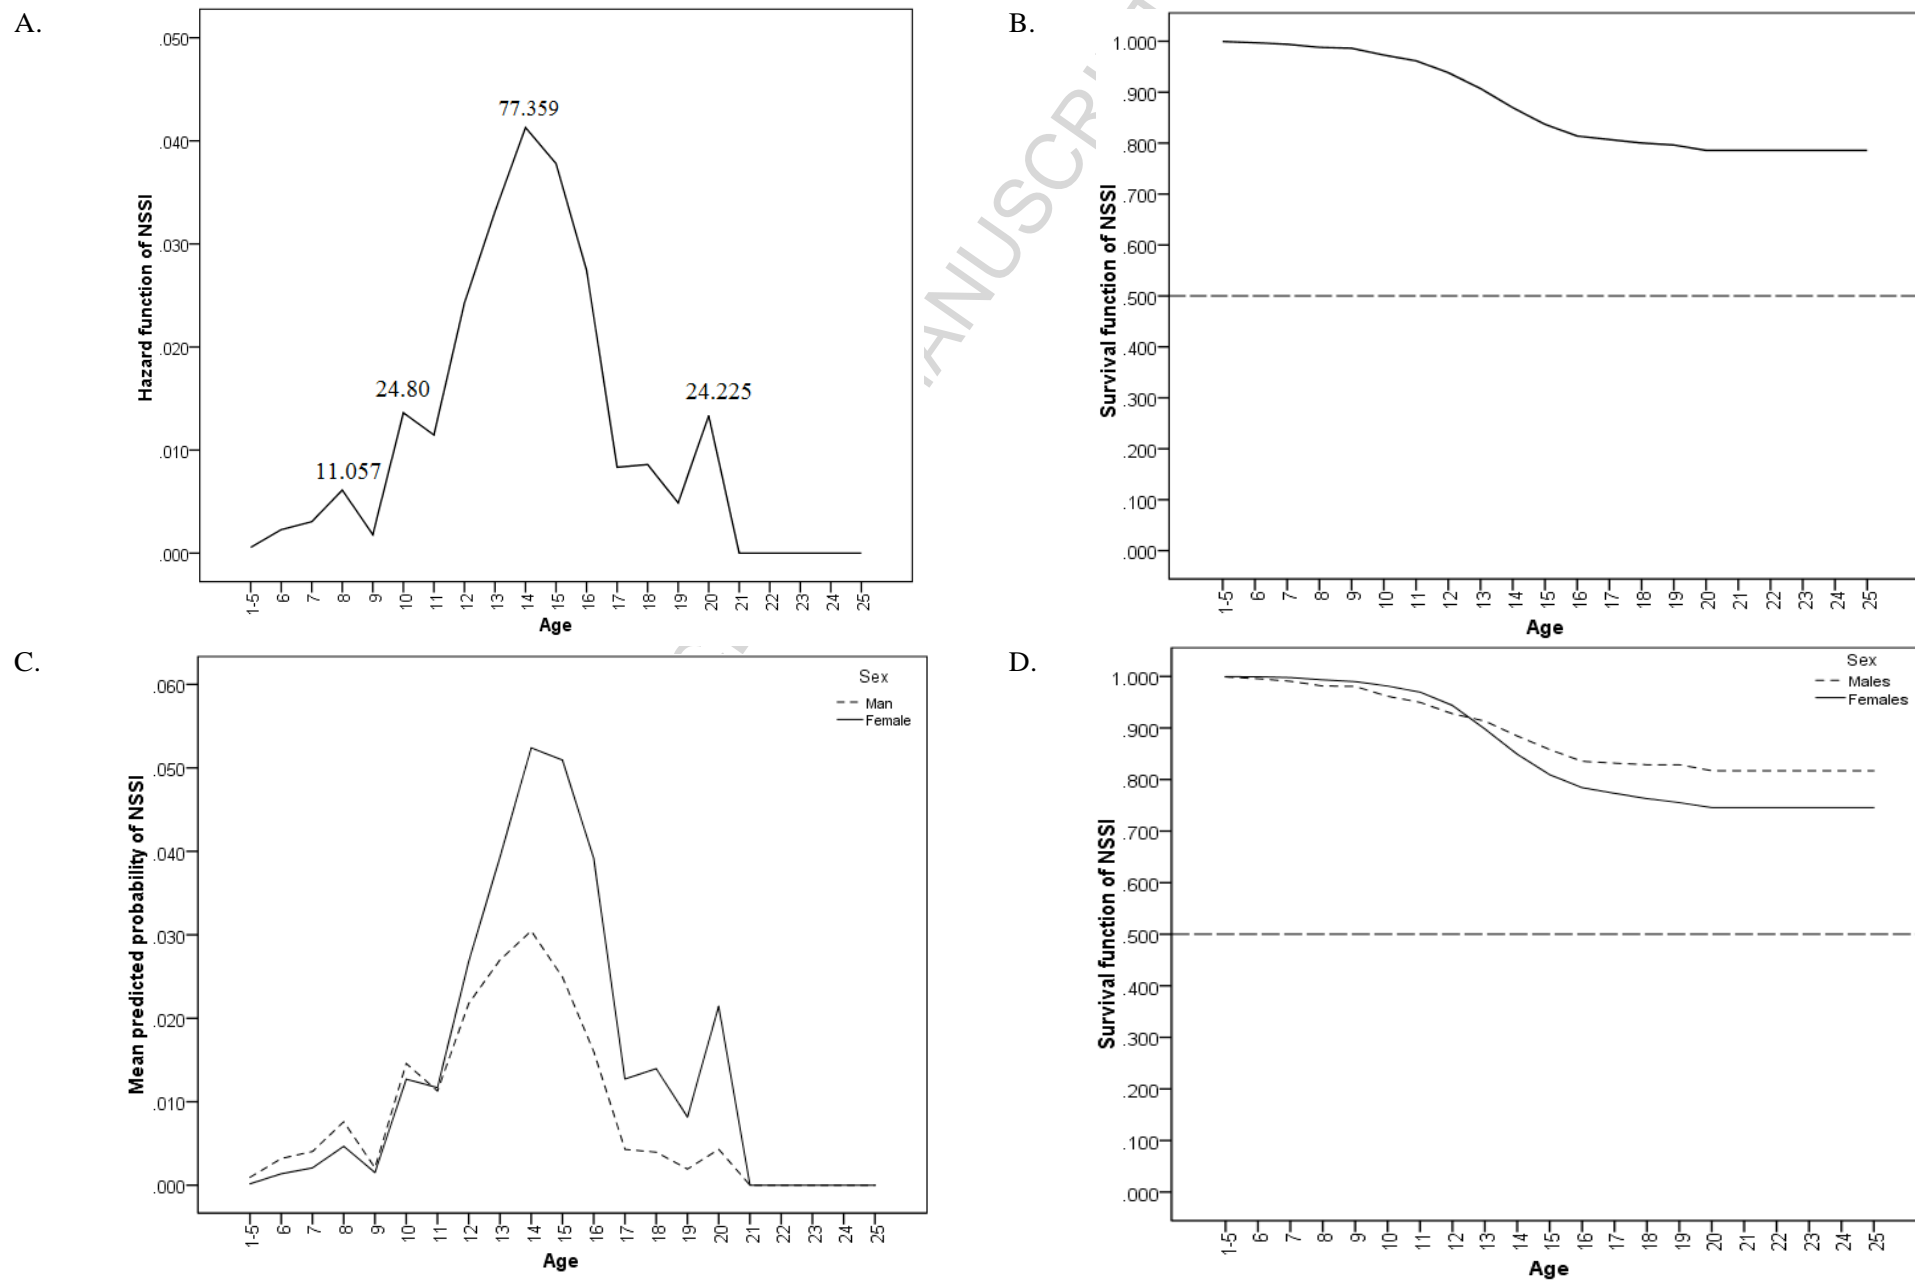 A.
Hazard function of NSSI
.050
.040
.030
.020
.010
.000
77.359
24.80
24.225
11.057
1-5 6 7 8 9 10 11 12 13 14 15 16 17 18 19 20 21 22 23 24 25
Age
B.
Survival function of NSSI
1.000
.900
.800
.700
.600
.500
.400
.300
.200
.100
.000
1-5 6 7 8 9 10 11 12 13 14 15 16 17 18 19 20 21 22 23 24 25
Age
C.
Mean predicted probability of NSSI
.060
.050
.040
.030
.020
.010
.000
Sex
Man
Female
1-5 6 7 8 9 10 11 12 13 14 15 16 17 18 19 20 21 22 23 24 25
Age
D.
Survival function of NSSI
1.000
.900
.800
.700
.600
.500
.400
.300
.200
.100
.000
Sex
Males
Females
1-5 6 7 8 9 10 11 12 13 14 15 16 17 18 19 20 21 22 23 24 25
Age